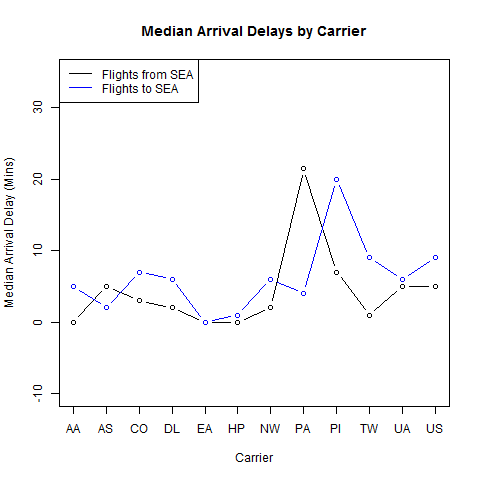 Median Arrival Delays by Carrier
Flights from SEA
Flights to SEA
Median Arrival Delay (Mins)
30
20
10
0
-10
AA AS CO DL EA HP NW PA PI TW UA US
Carrier